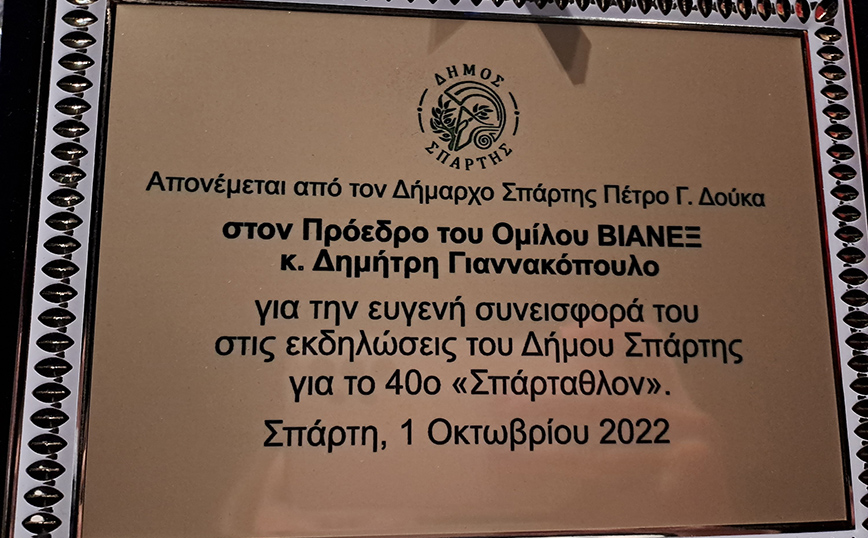 ΔΗΜΟΣ
ΣΠΑΡΤΗΣ
Απονέμεται από τον Δήμαρχο Σπάρτης Πέτρο Γ. Δούκα
στον Πρόεδρο του Ομίλου ΒΙΑΝΕΞ
κ. Δημήτρη Γιαννακόπουλο
για την ευγενή συνεισφορά του
στις εκδηλώσεις του Δήμου Σπάρτης
για το 40ο «Σπάρταθλον».
Σπάρτη, 1 Οκτωβρίου 2022